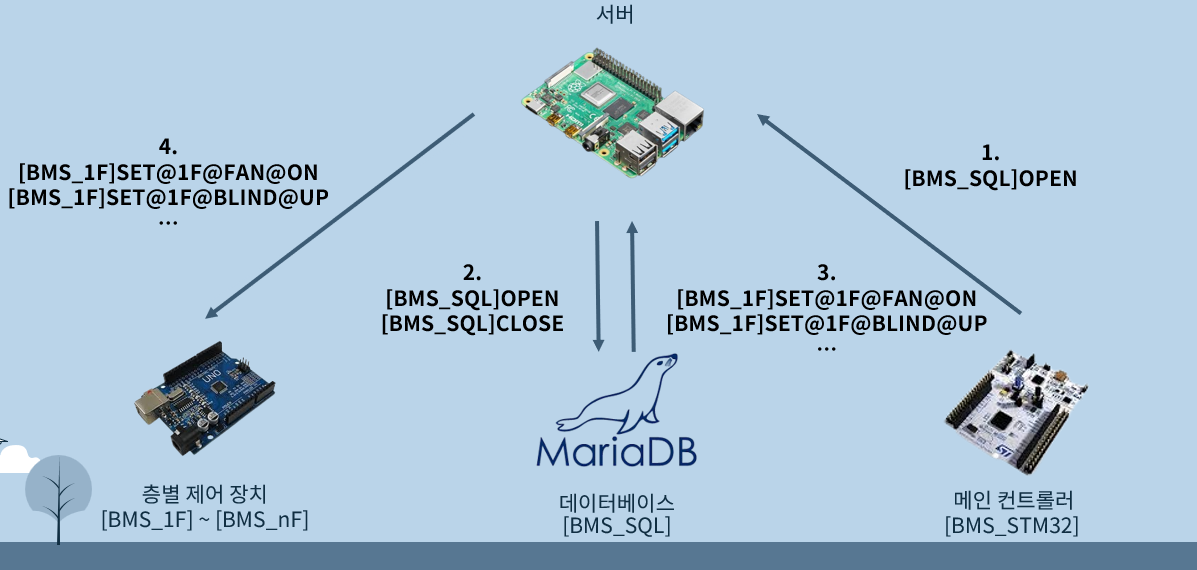 서버
4.
[BMS_1F]SET@1F@FAN@ON
[BMS_1F]SET@1F@BLIND@UP
...
1.
[BMS_SQL]OPEN
2.
[BMS_SQL]OPEN
[BMS_SQL]CLOSE
3.
[BMS_1F]SET@1F@FAN@ON
[BMS_1F]SET@1F@BLIND@UP
...
UNO
MariaDB
층별 제어 장치
[BMS_1F] ~ [BMS_nF]
데이터베이스
[BMS_SQL]
메인 컨트롤러
[BMS_STM32]